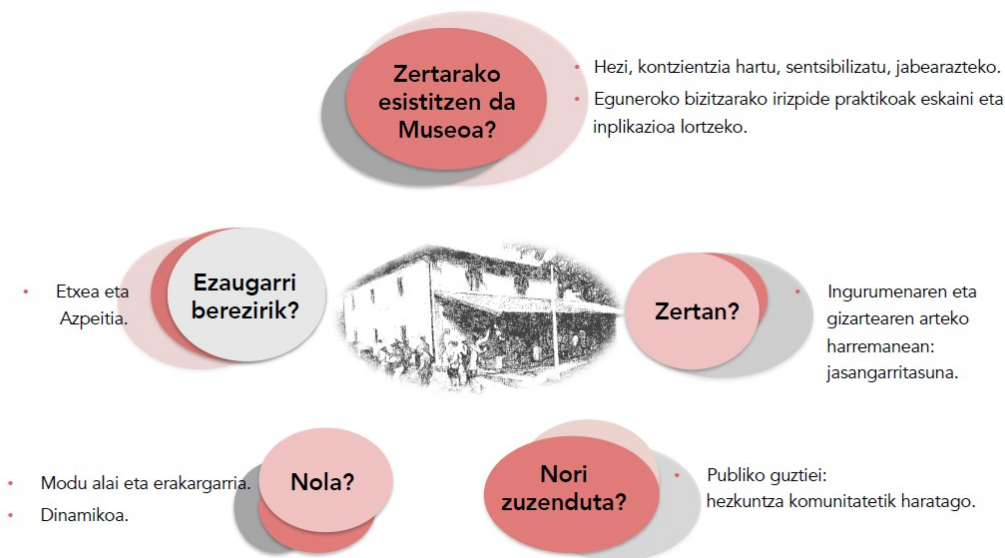 Zertarako
esistitzen da
Museoa?
• Hezi, kontzientzia hartu, sentsibilizatu, jabearazteko.
• Eguneroko bizitzarako irizpide praktikoak eskaini eta
inplikazioa lortzeko.
Ezaugarri
berezirik?
• Etxea eta
Azpeitia.
Zertan?
• Ingurumenaren eta
gizartearen arteko
harremanean:
jasangarritasuna.
Nola?
• Modu alai eta erakargarria.
• Dinamikoa.
Nori
zuzenduta?
• Publiko guztiei:
hezkuntza komunitatetik haratago.